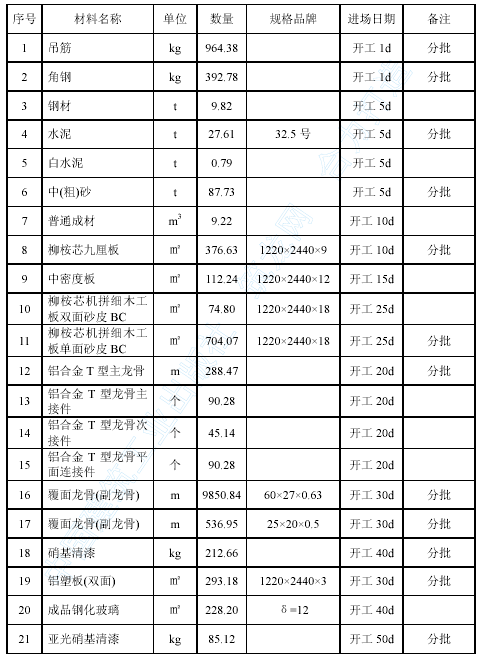 序号 材料名称 单位 数量 规格品牌 进场日期 备注
1 吊筋 kg 964.38 开工 1d 分批
2 角钢 kg 392.78 开工 1d 分批
3 钢材 t 9.82 开工 5d
4 水泥 t 27.61 32.5 号 开工 5d 分批
5 白水泥 t 0.79 开工 5d
6 中(粗)砂 t 87.73 开工 5d 分批
7 普通成材 m³ 9.22 开工 10d
8 柳桉芯九厘板 ㎡ 376.63 1220×2440×9 开工 10d 分批
9 中密度板 ㎡ 112.24 1220×2440×12 开工 15d
10 柳桉芯机拼细木工
板双面砂皮 BC ㎡ 74.80 1220×2440×18 开工 25d
11 柳桉芯机拼细木工
板单面砂皮 BC ㎡ 704.07 1220×2440×18 开工 25d 分批
12 铝合金 T 型主龙骨 m 288.47 开工 20d 分批
13 铝合金 T 型龙骨主
接件 个 90.28 开工 20d
14 铝合金 T 型龙骨次
接件 个 45.14 开工 20d
15 铝合金 T 型龙骨平
面连接件 个 90.28 开工 20d
16 覆面龙骨(副龙骨) m 9850.84 60×27×0.63 开工 30d 分批
17 覆面龙骨(副龙骨) m 536.95 25×20×0.5 开工 30d 分批
18 硝基清漆 kg 212.66 开工 40d 分批
19 铝塑板(双面) ㎡ 293.18 1220×2440×3 开工 30d 分批
20 成品钢化玻璃 ㎡ 228.20 δ=12 开工 40d
21 亚光硝基清漆 kg 85.12 开工 50d 分批